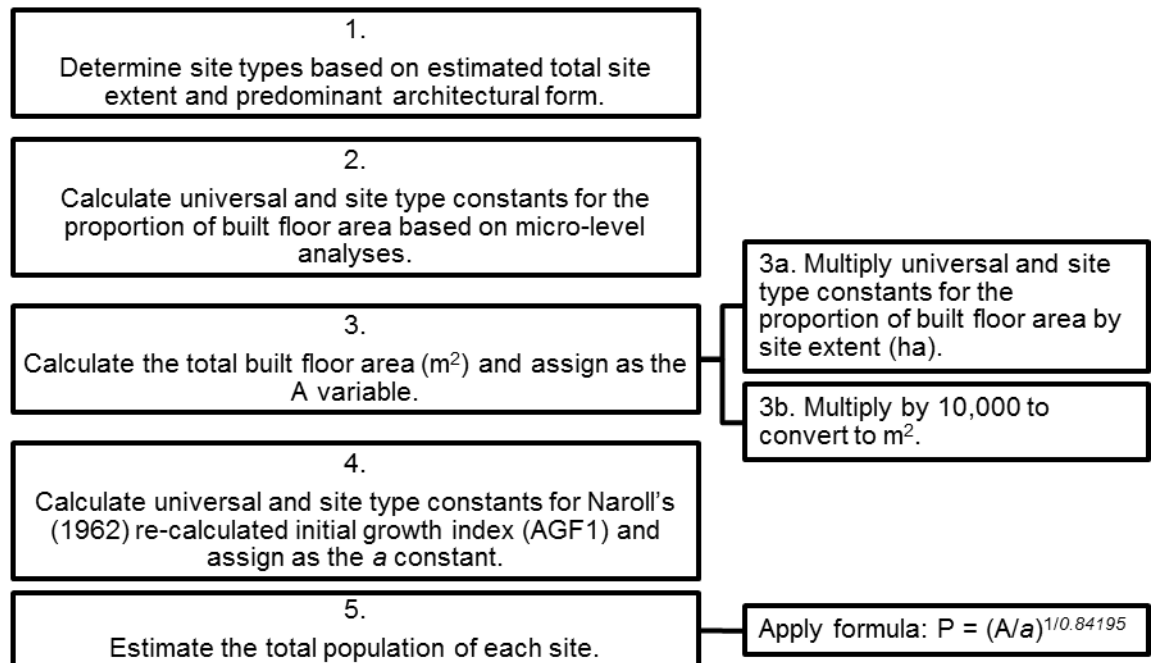 1.
Determine site types based on estimated total site
extent and predominant architectural form.
2.
Calculate universal and site type constants for the
proportion of built floor area based on micro-level
analyses.
3.
Calculate the total built floor area (m²) and assign as the
A variable.
3a. Multiply universal and site
type constants for the
proportion of built floor area by
site extent (ha).
3b. Multiply by 10,000 to
convert to m².
4.
Calculate universal and site type constants for Naroll's
(1962) re-calculated initial growth index (AGF1) and
assign as the a constant.
5.
Estimate the total population of each site.
Apply formula: P = (A/a)^1/0.84195